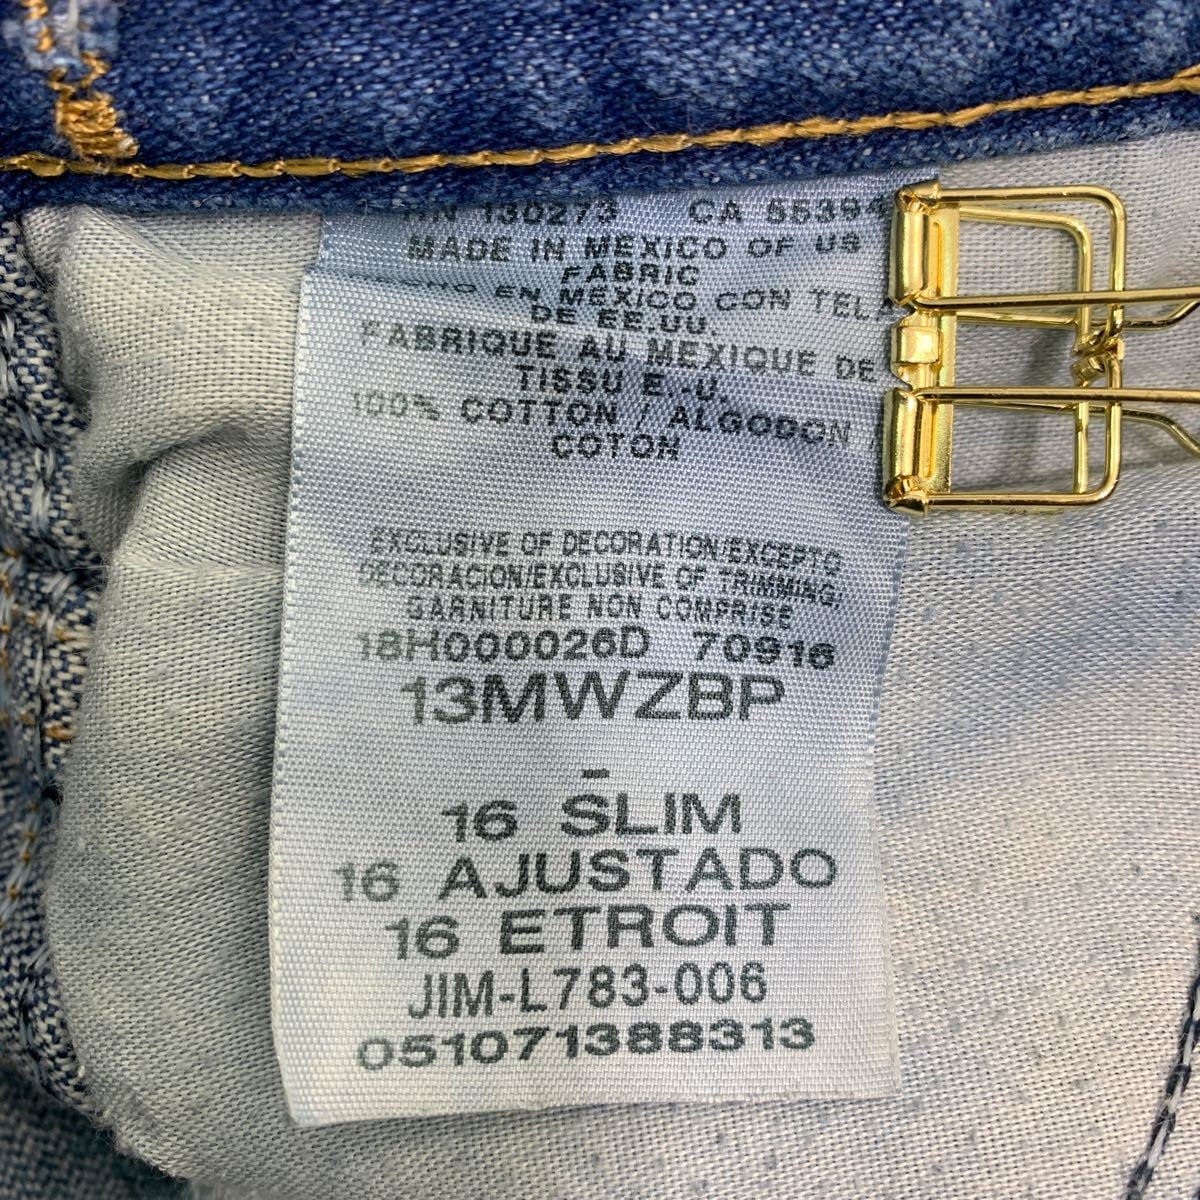 RN 130273 CA 55394
MADE IN MEXICO OF US
FABRIC
EN MEXICO CON TELA
DE EE.UU.
FABRIQUE AU MEXIQUE DE
TISSU E.-U.
100% COTTON / ALGODON /
COTON
EXCLUSIVE OF DECORATION/EXCEPTO
DECORACION/EXCLUSIVE OF TRIMMING.
GARNITURE NON COMPRISE
18H000026D 70916
13MWZBP
-
16 SLIM
16 AJUSTADO
16 ETROIT
JIM-L783-006
051071388313